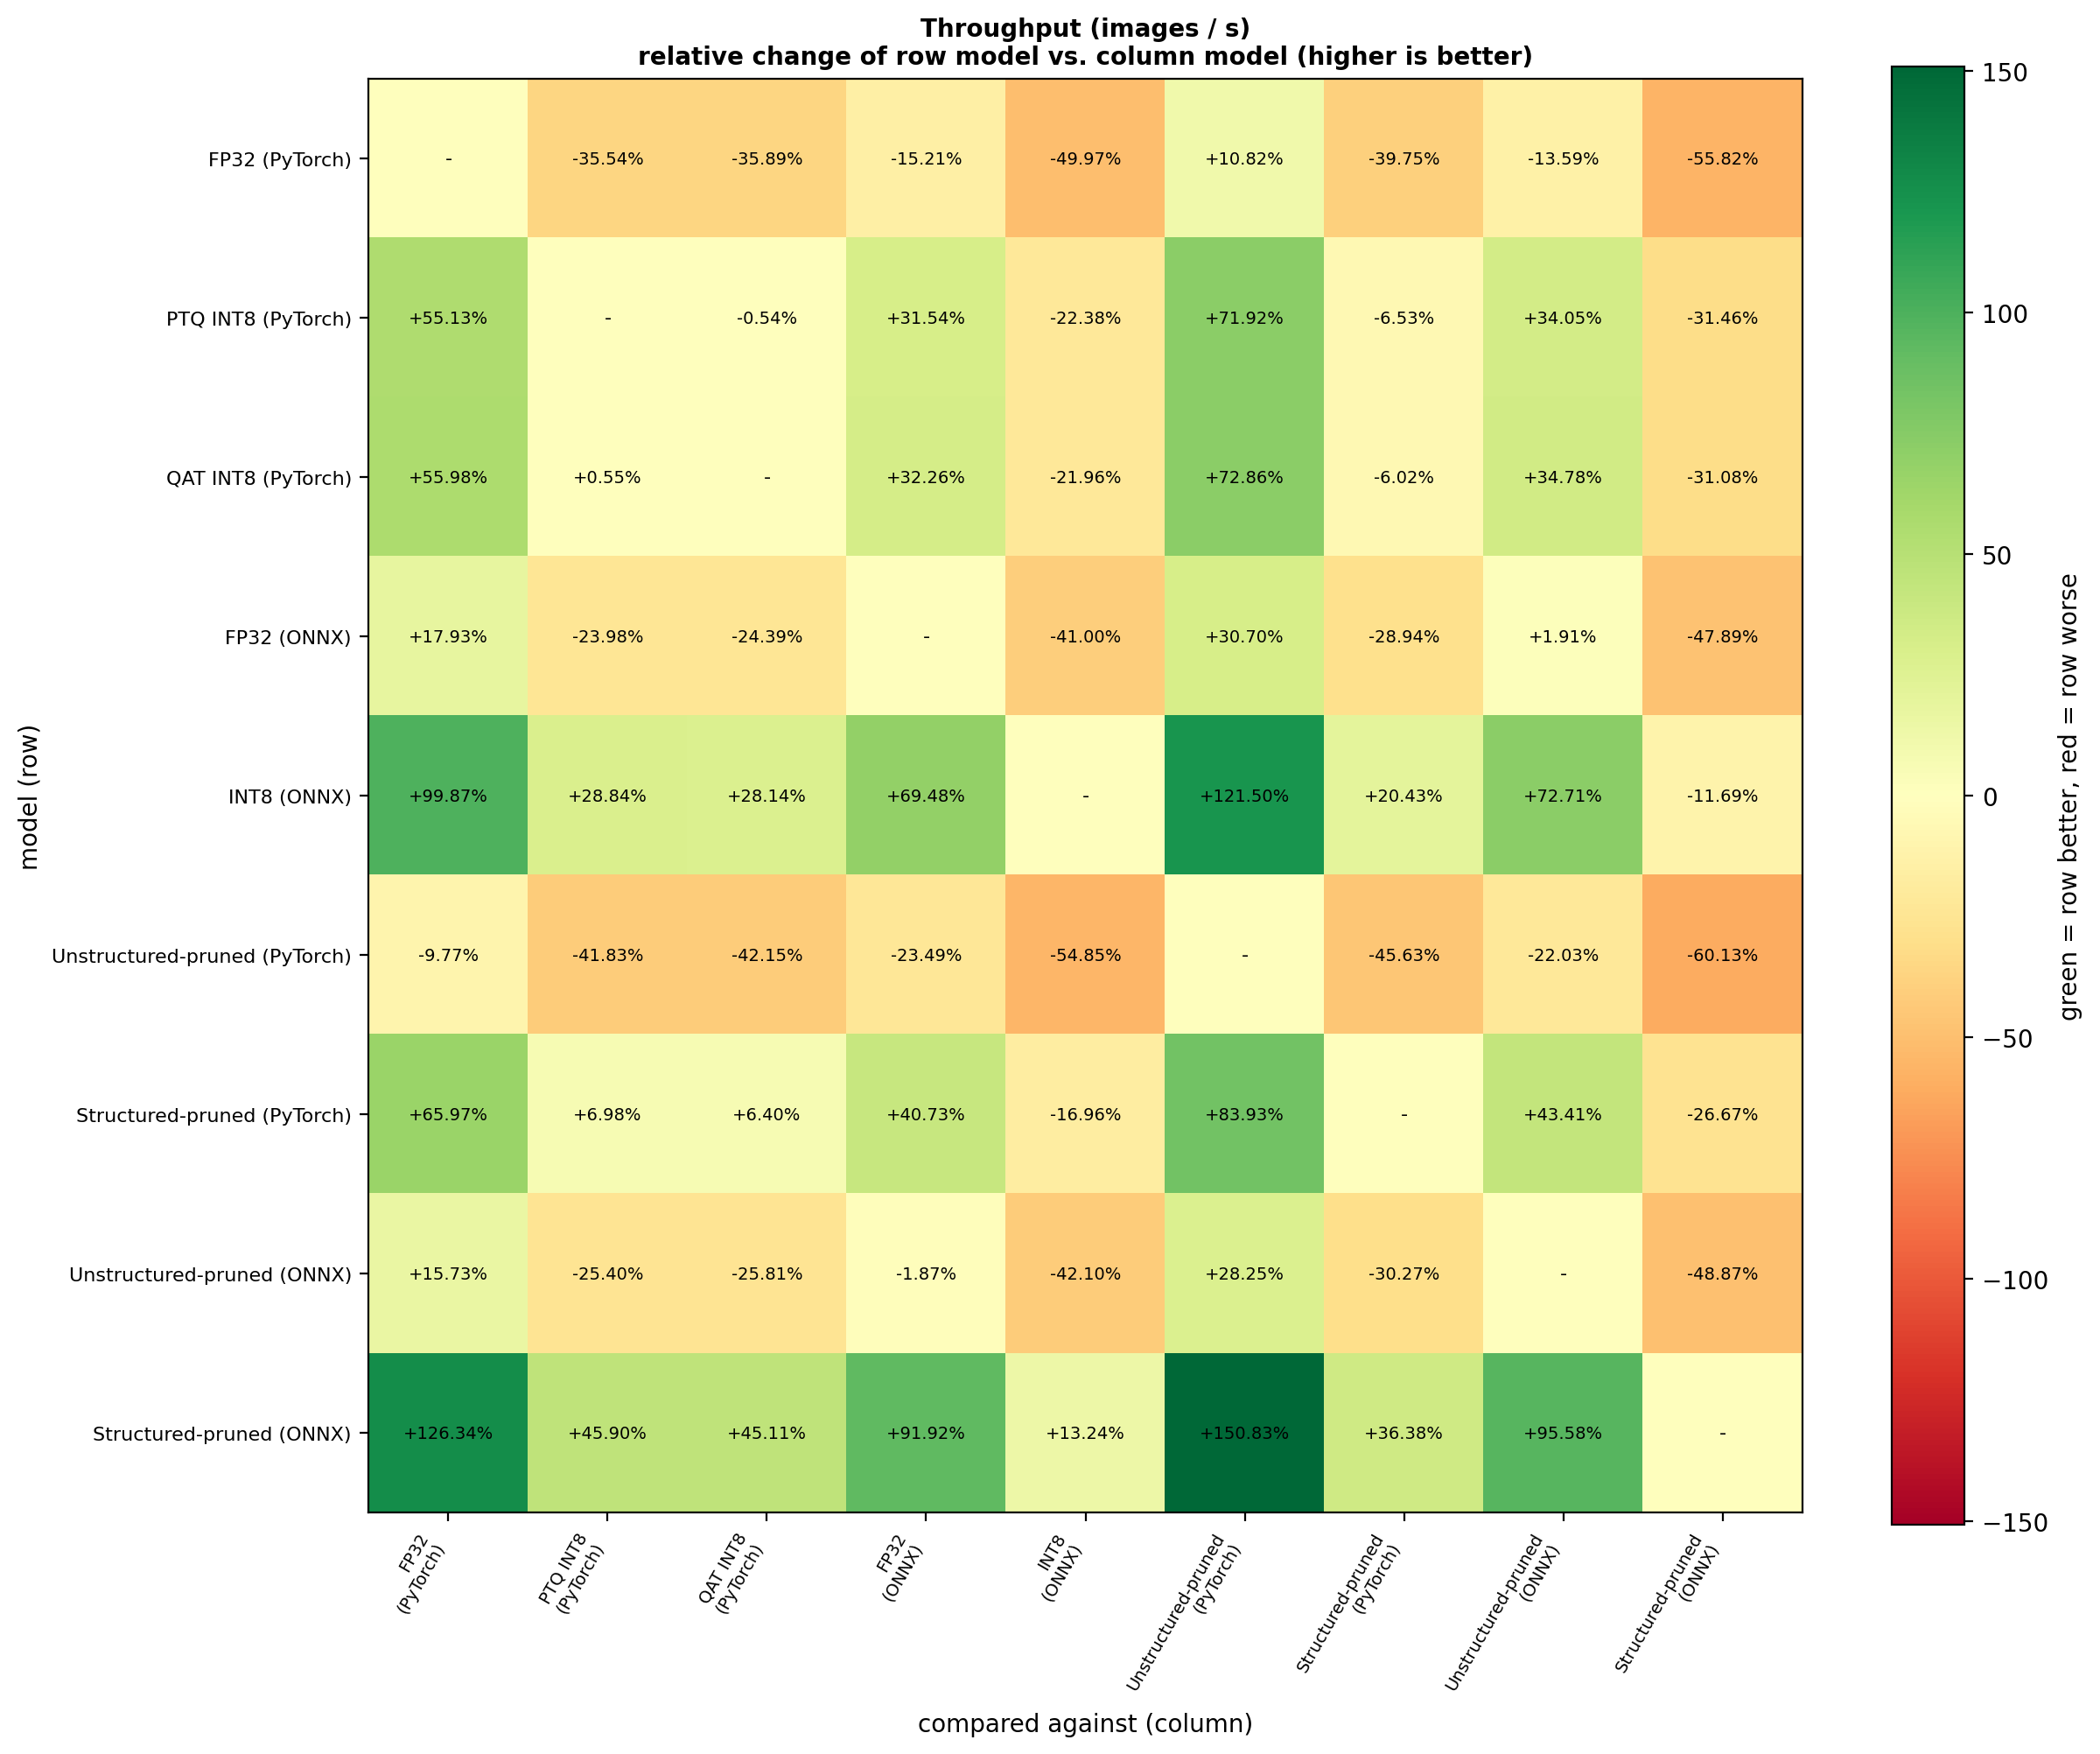 Throughput (images / s)
relative change of row model vs. column model (higher is better)
FP32 (PyTorch) - -35.54% -35.89% -15.21% -49.97% +10.82% -39.75% -13.59% -55.82%
PTQ INT8 (PyTorch) +55.13% - -0.54% +31.54% -22.38% +71.92% -6.53% +34.05% -31.46%
QAT INT8 (PyTorch) +55.98% +0.55% - +32.26% -21.96% +72.86% -6.02% +34.78% -31.08%
FP32 (ONNX) +17.93% -23.98% -24.39% - -41.00% +30.70% -28.94% +1.91% -47.89%
INT8 (ONNX) +99.87% +28.84% +28.14% +69.48% - +121.50% +20.43% +72.71% -11.69%
Unstructured-pruned (PyTorch) -9.77% -41.83% -42.15% -23.49% -54.85% - -45.63% -22.03% -60.13%
Structured-pruned (PyTorch) +65.97% +6.98% +6.40% +40.73% -16.96% +83.93% - +43.41% -26.67%
Unstructured-pruned (ONNX) +15.73% -25.40% -25.81% -1.87% -42.10% +28.25% -30.27% - -48.87%
Structured-pruned (ONNX) +126.34% +45.90% +45.11% +91.92% +13.24% +150.83% +36.38% +95.58% -
model (row)
FP32
(PyTorch)
PTQ INT8
(PyTorch)
QAT INT8
(PyTorch)
FP32
(ONNX)
INT8
(ONNX)
Unstructured-pruned
(PyTorch)
Structured-pruned
(PyTorch)
Unstructured-pruned
(ONNX)
Structured-pruned
(ONNX)
compared against (column)
150
100
50
0
−50
−100
−150
green = row better, red = row worse